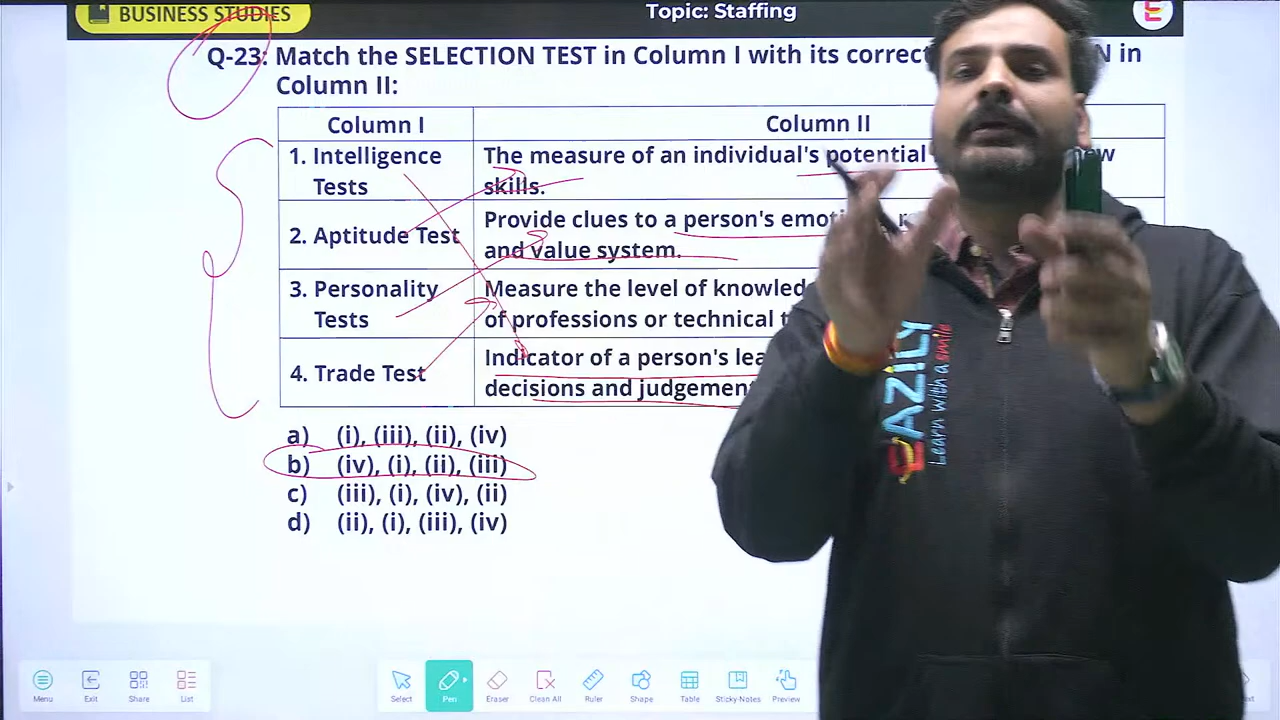 BUSINESS STUDIES
Topic: Staffing
E
Q-23: Match the SELECTION TEST in Column I with its correct N in
Column II:
Column I
Column II
1. Intelligence
Tests
The measure of an individual's potential
skills.
2. Aptitude Test
Provide clues to a person's
and value system.
3. Personality
Tests
Measure the level of
of professions or technical
4. Trade Test
Indicator of a person's
decisions and
a) (i), (iii), (ii), (iv)
b) (iv), (i), (ii), (iii)
c) (iii), (i), (iv), (ii)
d) (ii), (i), (iii), (iv)
EAZILY
Learn with a smile
Menu
Exit
Share
List
Select
Pen
Eraser
Clean All
Ruler
Shape
Table
Sticky-Notes
Preview